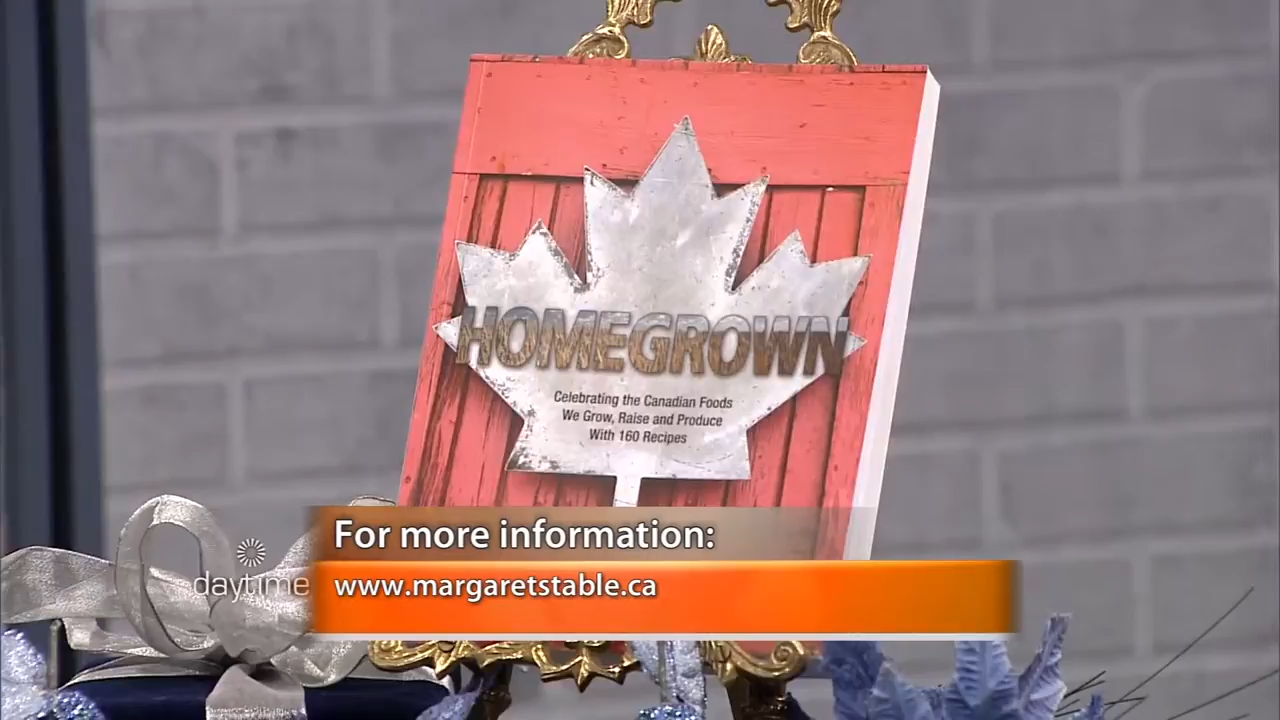 HOMEGROWN
Celebrating the Canadian Foods
We Grow, Raise and Produce
With 160 Recipes
For more information:
daytime
www.margaretstable.ca